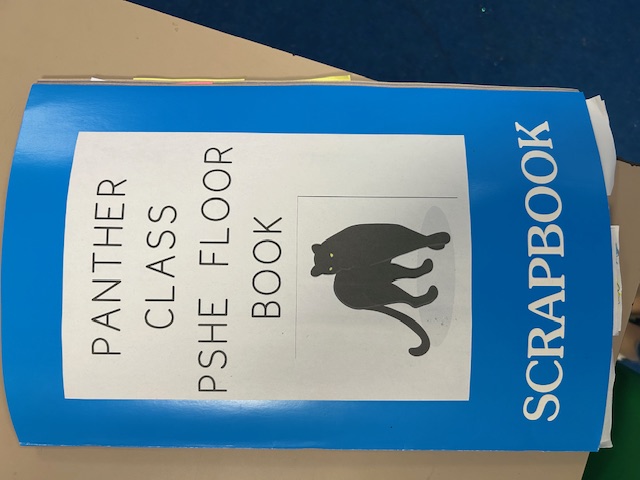 PANTHER
CLASS
PSHE FLOOR
BOOK
SCRAPBOOK